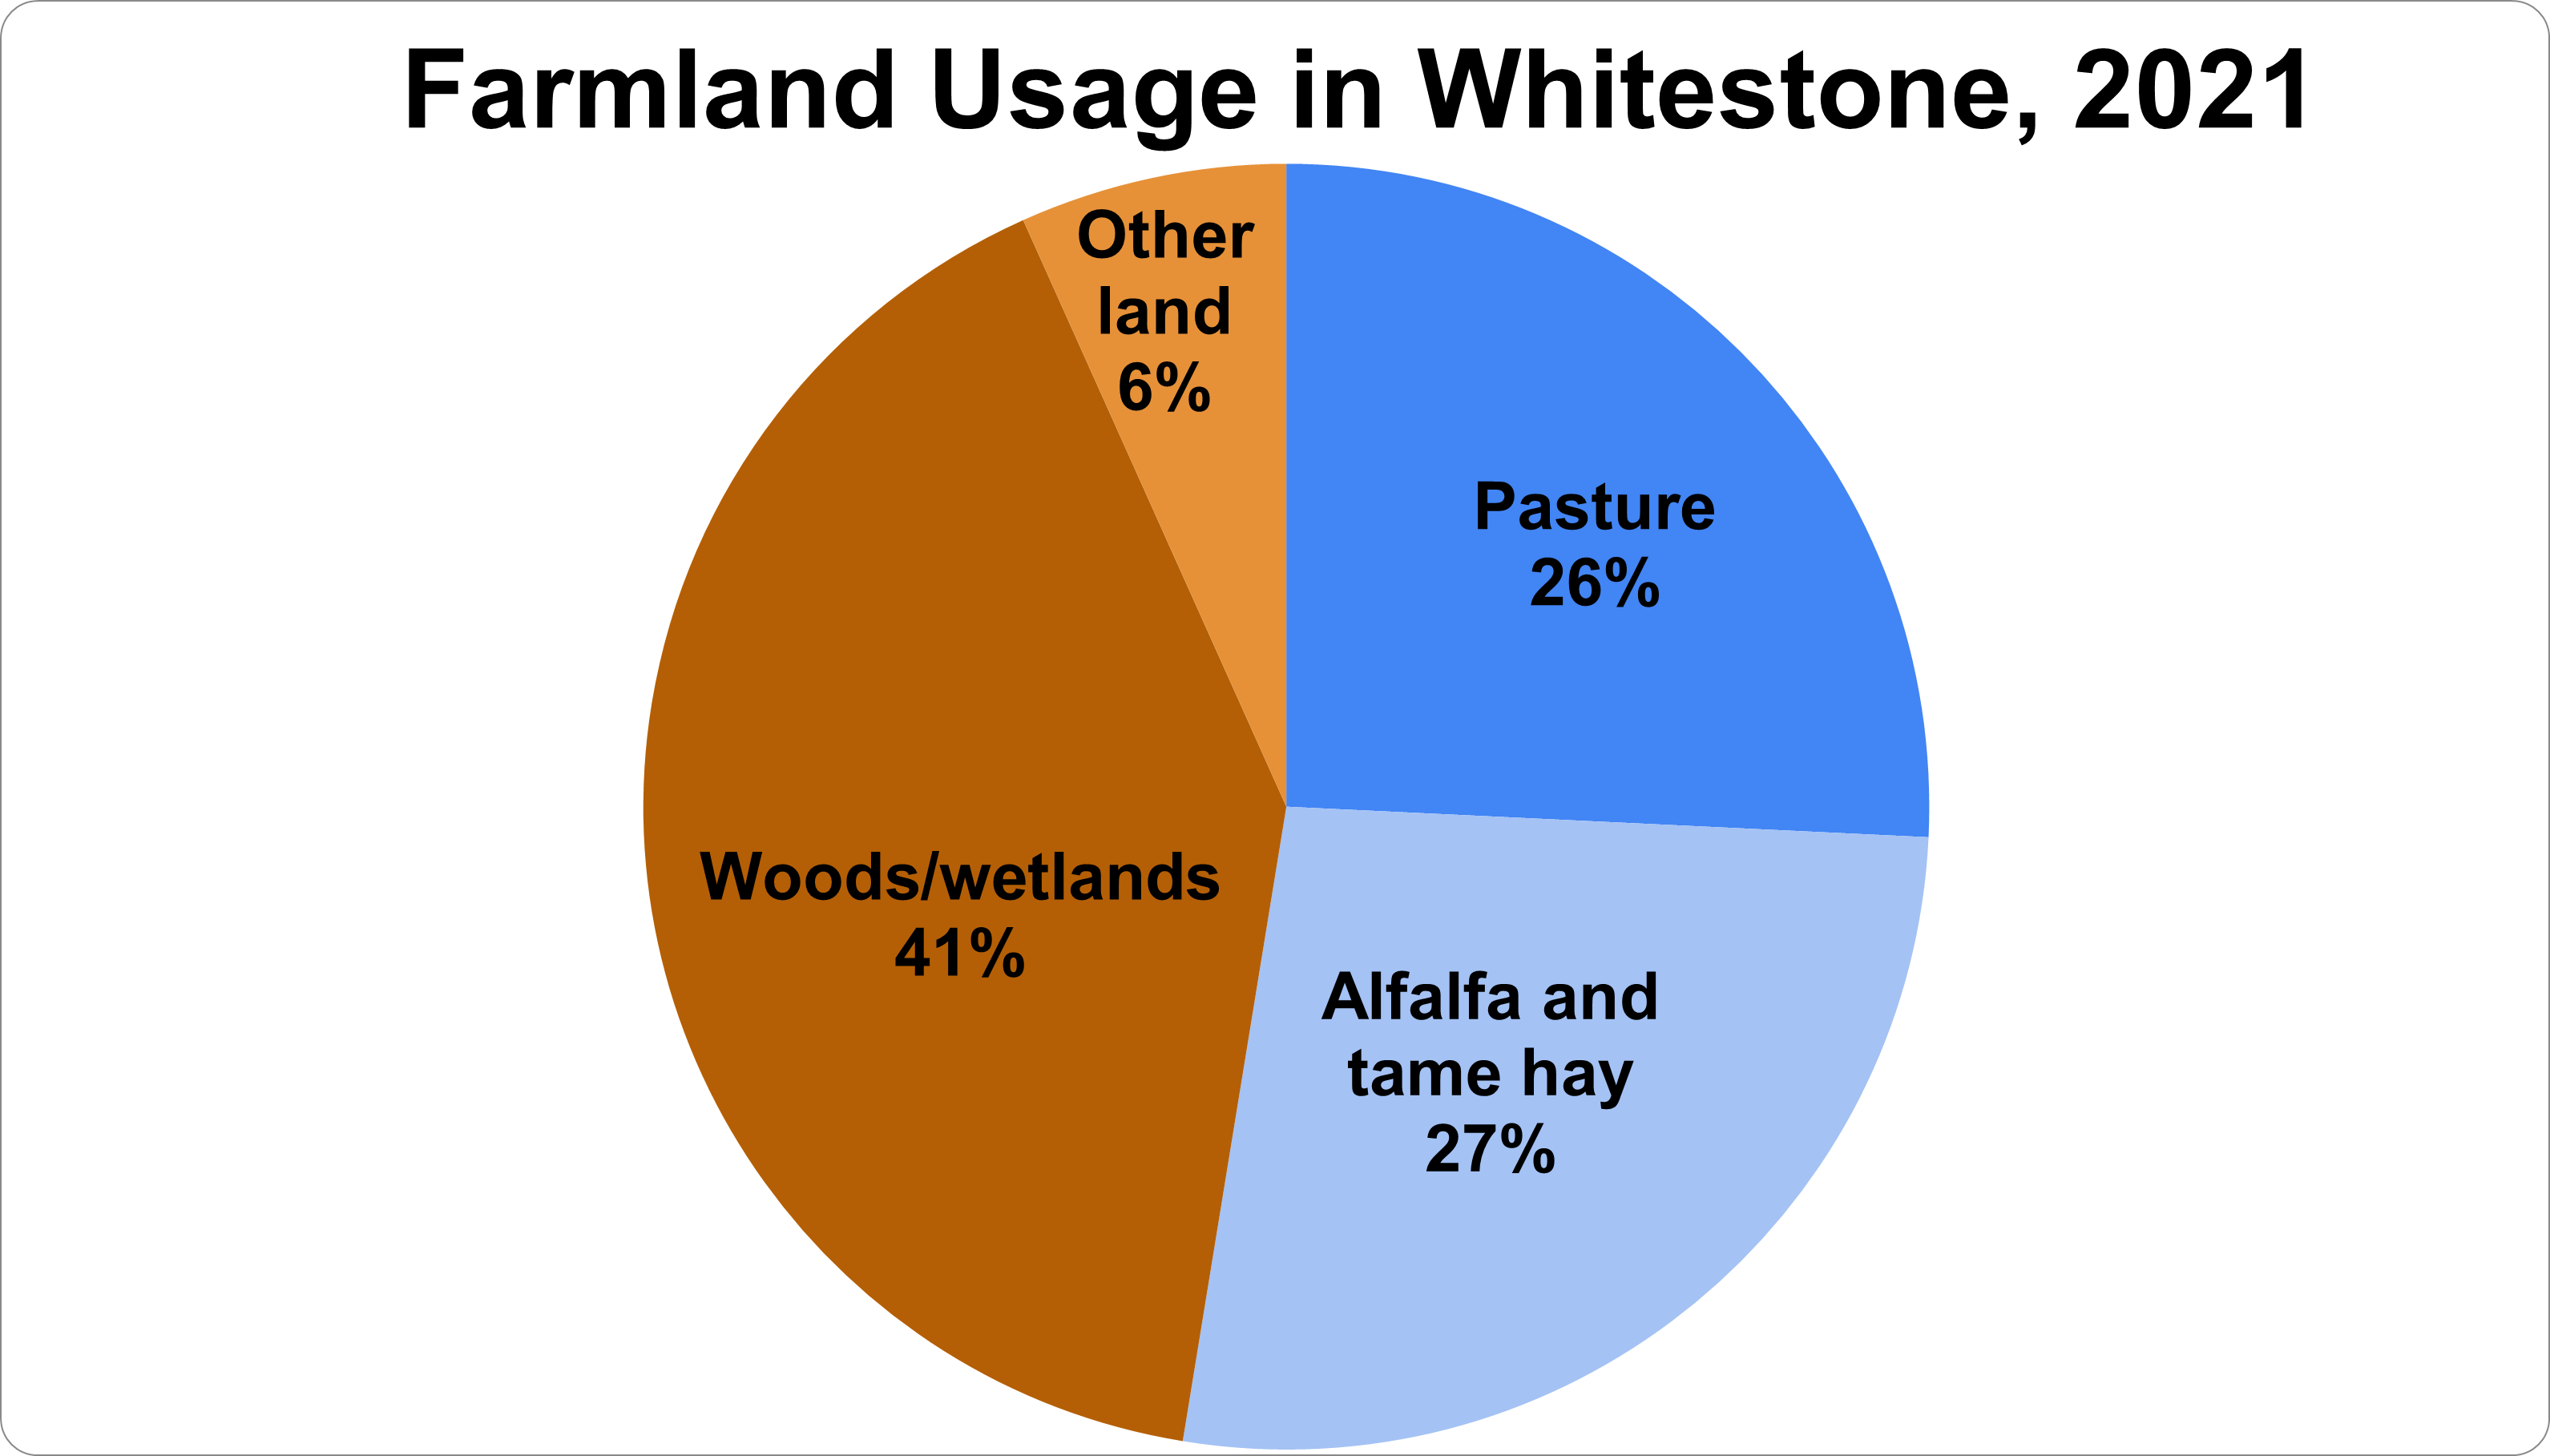 Farmland Usage in Whitestone, 2021
Other
land
6%
Pasture
26%
Woods/wetlands
41%
Alfalfa and
tame hay
27%